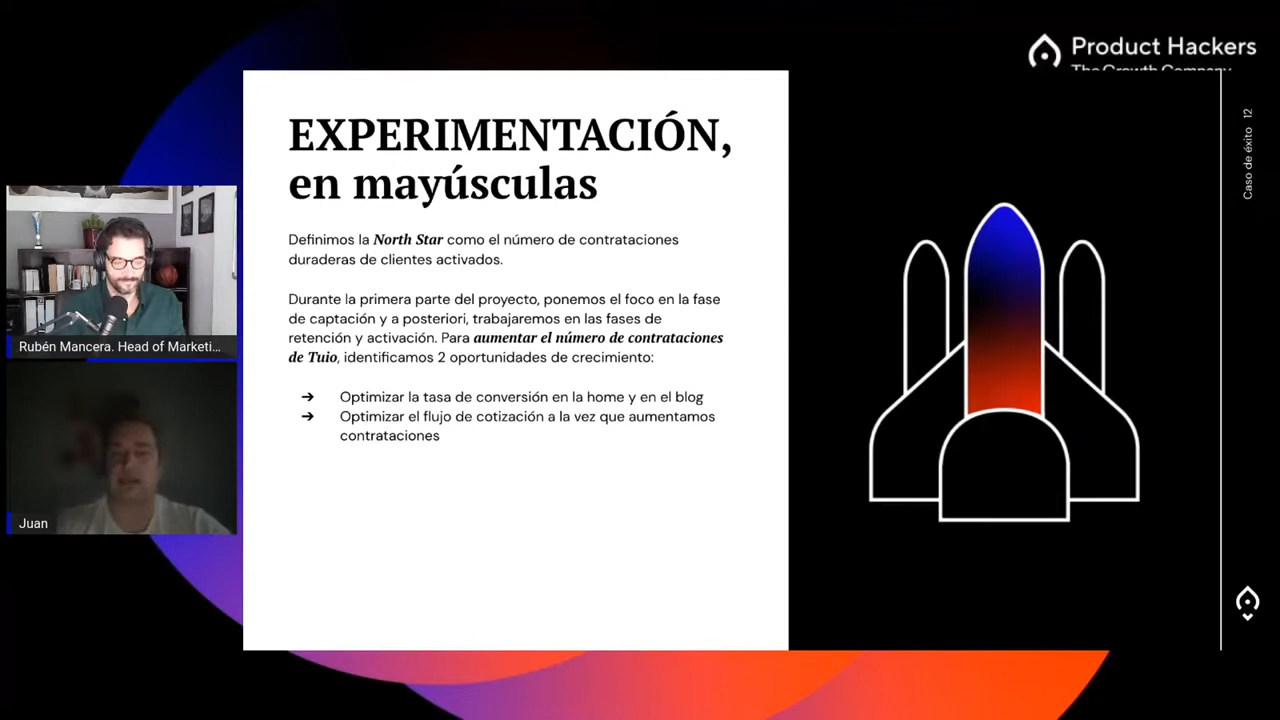 Product Hackers
The Growth Company
Caso de éxito 12
EXPERIMENTACIÓN,
en mayúsculas
Definimos la North Star como el número de contrataciones
duraderas de clientes activados.
Durante la primera parte del proyecto, ponemos el foco en la fase
de captación y a posteriori, trabajaremos en las fases de
retención y activación. Para aumentar el número de contrataciones
de Tuio, identificamos 2 oportunidades de crecimiento:
➔ Optimizar la tasa de conversión en la home y en el blog
➔ Optimizar el flujo de cotización a la vez que aumentamos
contrataciones
Rubén Mancera. Head of Marketi...
Juan